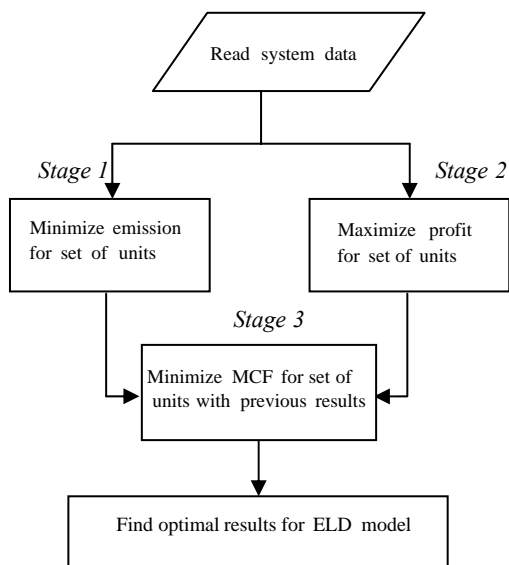 Read system data
Stage 1
Stage 2
Minimize emission
for set of units
Maximize profit
for set of units
Stage 3
Minimize MCF for set of
units with previous results
Find optimal results for ELD model